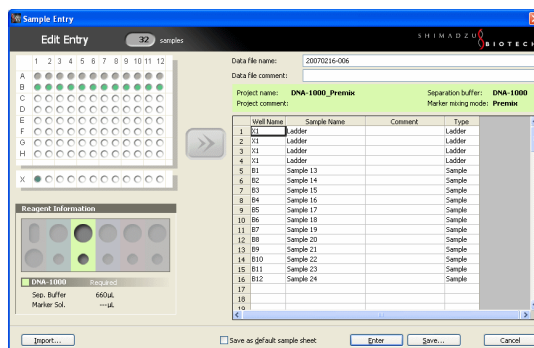 Sample Entry
Edit Entry 32 samples
SHIMADZU
BIOTECH
1 2 3 4 5 6 7 8 9 10 11 12
A
B
C
D
E
F
G
H
X
Reagent Information
DNA-1000 Required
Sep. Buffer 660µL
Marker Sol. ---µL
Data file name: 20070216-006
Data file comment:
Project name: DNA-1000_Premix Separation buffer: DNA-1000
Project comment: Marker mixing mode: Premix
Well Name Sample Name Comment Type
1 X1 Ladder Ladder
2 X1 Ladder Ladder
3 X1 Ladder Ladder
4 X1 Ladder Ladder
5 B1 Sample 13 Sample
6 B2 Sample 14 Sample
7 B3 Sample 15 Sample
8 B4 Sample 16 Sample
9 B5 Sample 17 Sample
10 B6 Sample 18 Sample
11 B7 Sample 19 Sample
12 B8 Sample 20 Sample
13 B9 Sample 21 Sample
14 B10 Sample 22 Sample
15 B11 Sample 23 Sample
16 B12 Sample 24 Sample
17
18
19
Import... Save as default sample sheet Enter Save... Cancel